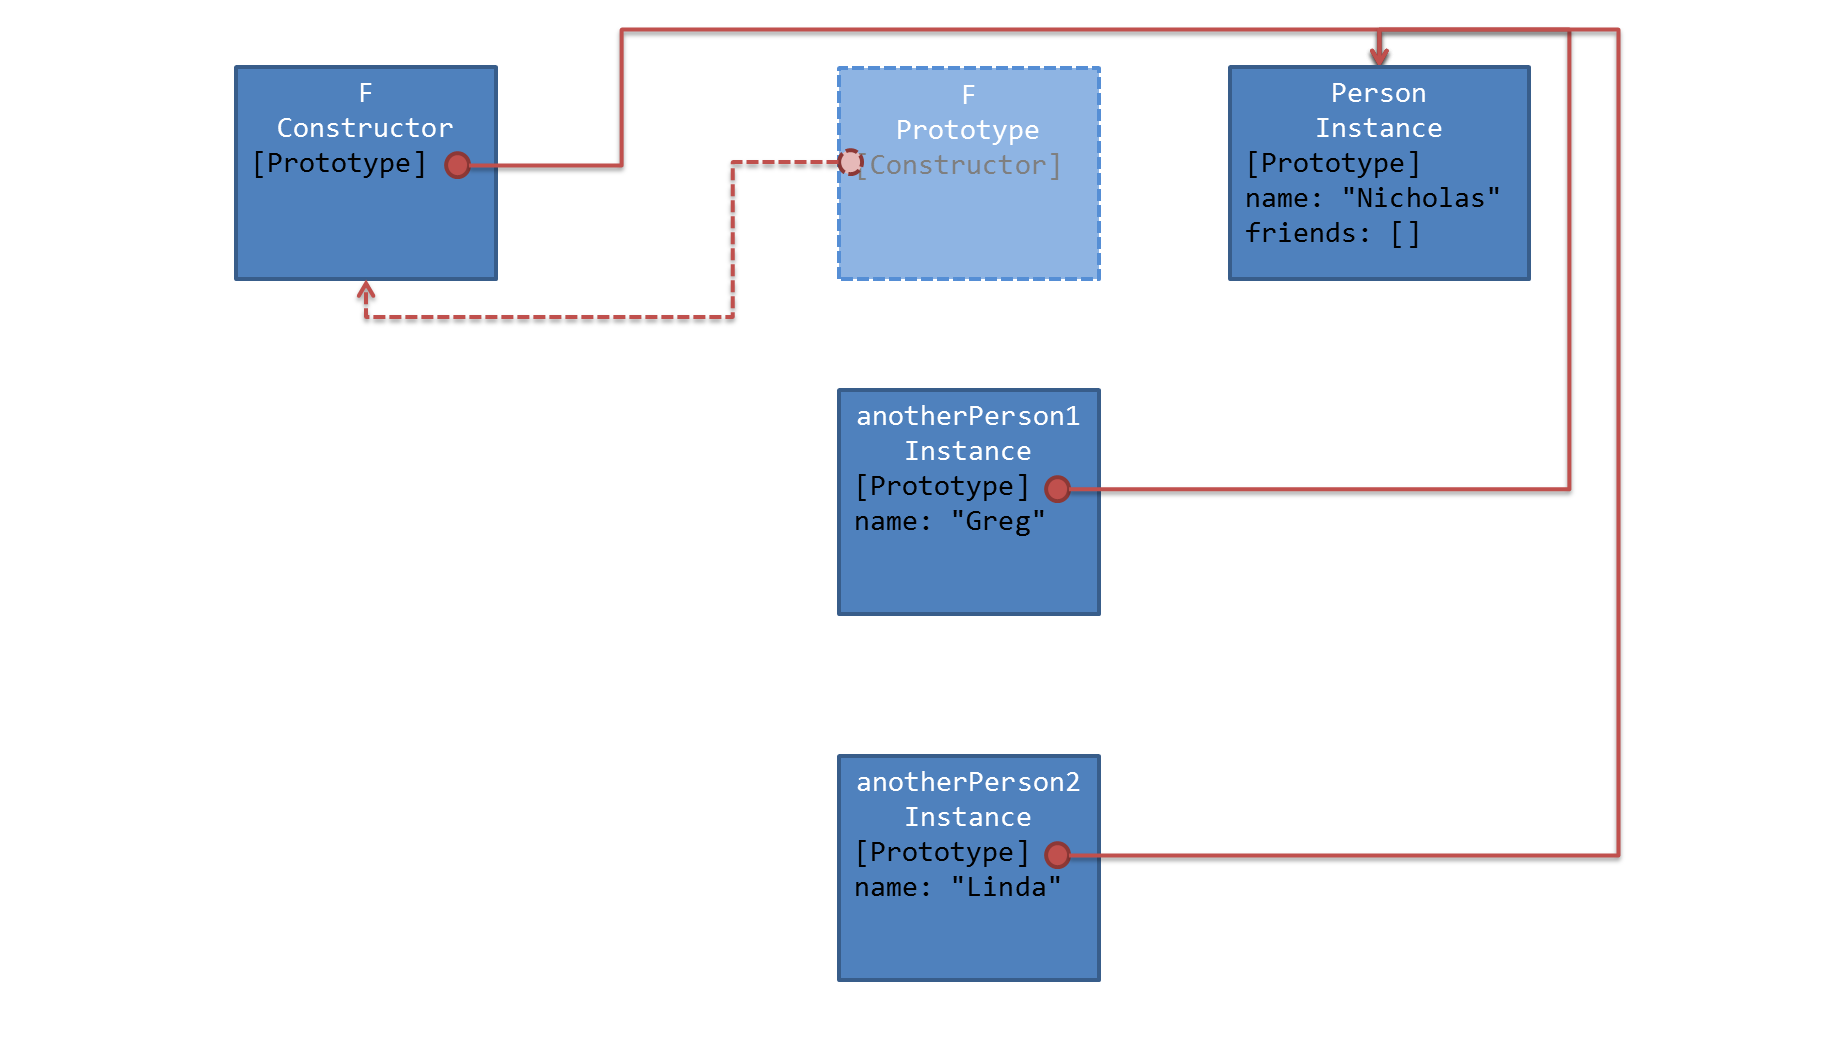 F
Constructor
[Prototype]
F
Prototype
[Constructor]
Person
Instance
[Prototype]
name: "Nicholas"
friends: []
anotherPerson1
Instance
[Prototype]
name: "Greg"
anotherPerson2
Instance
[Prototype]
name: "Linda"